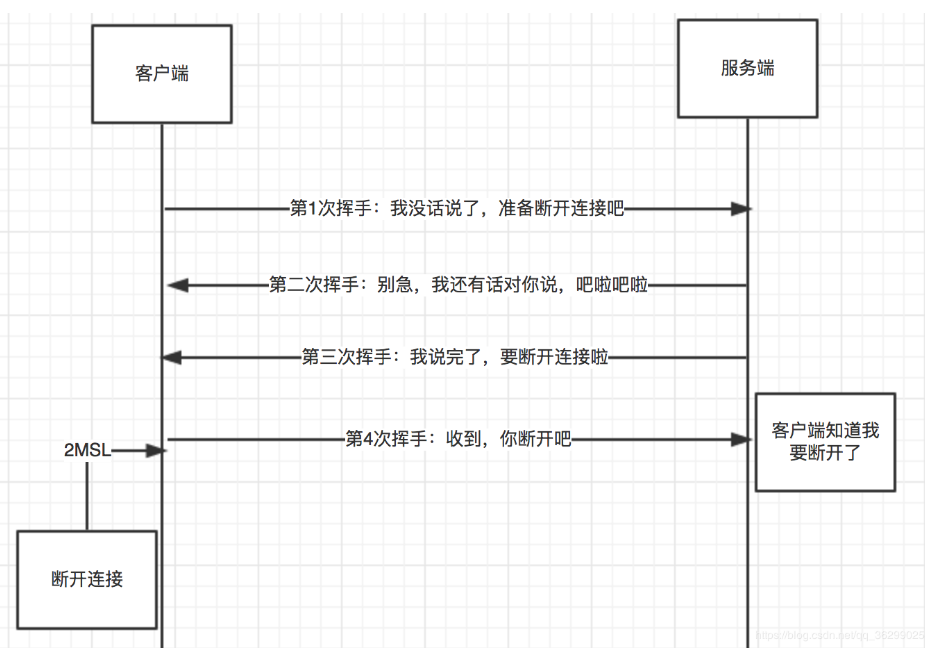 客户端
服务端
第1次挥手：我没话说了，准备断开连接吧
第二次挥手：别急，我还有话对你说，吧啦吧啦
第三次挥手：我说完了，要断开连接啦
第4次挥手：收到，你断开吧
2MSL
客户端知道我
要断开了
断开连接
https://blog.csdn.net/qq_38299025